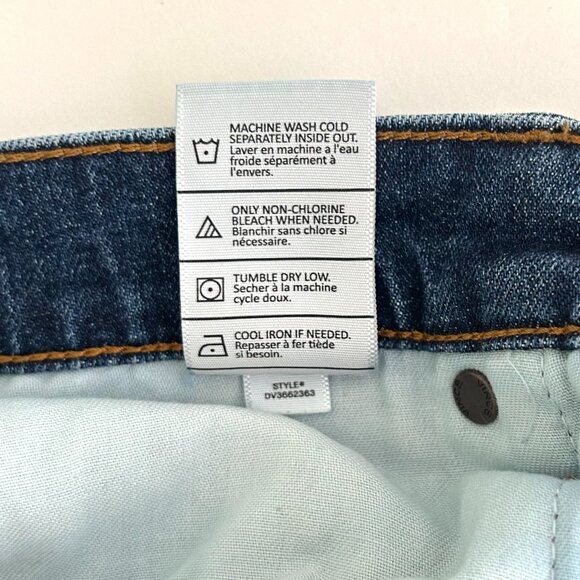 MACHINE WASH COLD
SEPARATELY INSIDE OUT.
Laver en machine a l'eau
froide séparément à
l'envers.
ONLY NON-CHLORINE
BLEACH WHEN NEEDED.
Blanchir sans chlore si
nécessaire.
TUMBLE DRY LOW.
Secher à la machine
cycle doux.
COOL IRON IF NEEDED.
Repasser à fer tiède
si besoin.
STYLE#
DV3662363